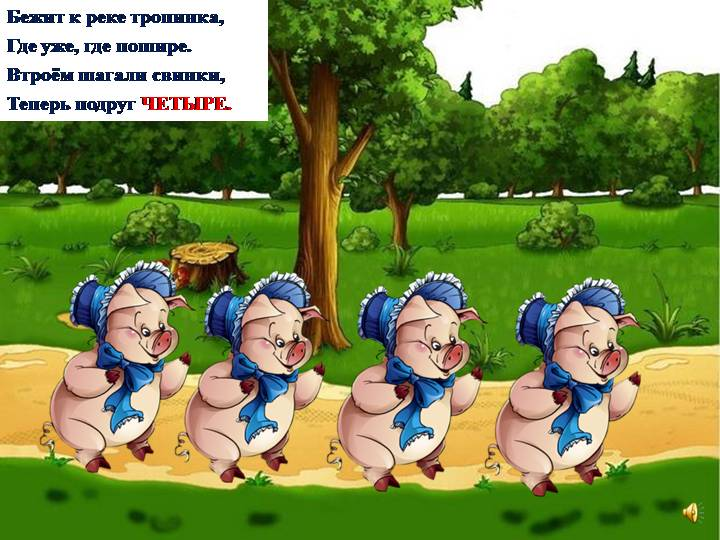 Бежит к реке тропинка,
Где уже, где пошире.
Втроём шагали свинки,
Теперь подруг ЧЕТЫРЕ.